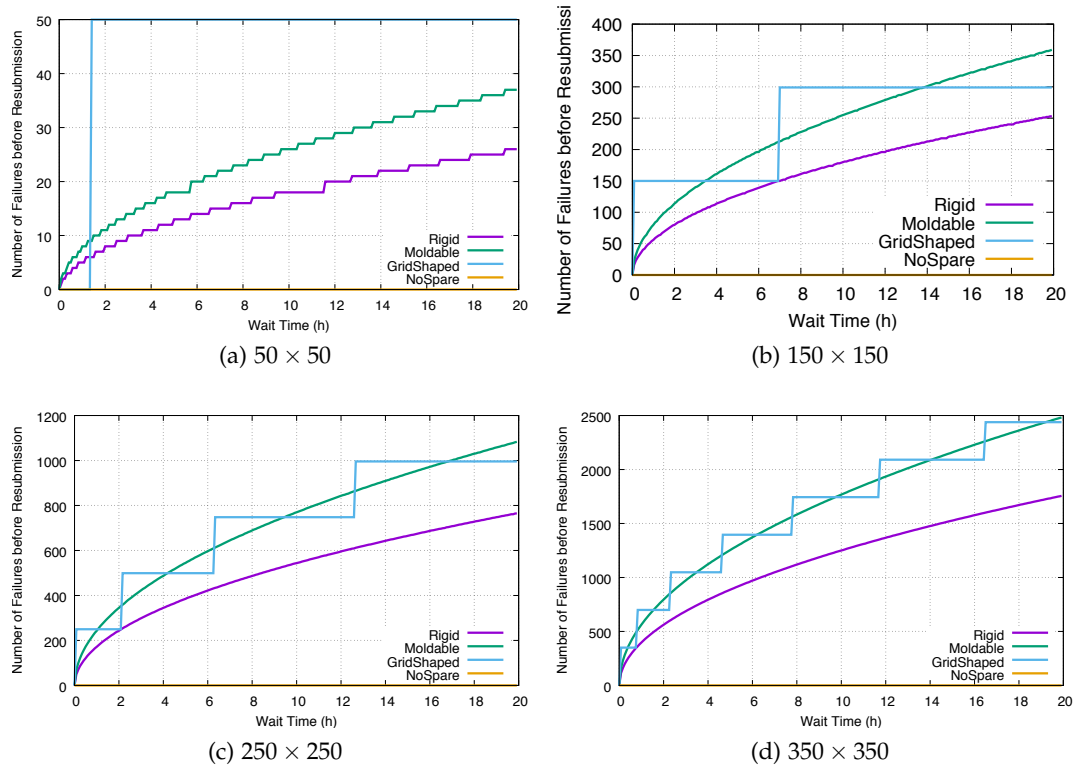 Number of Failures before Resubmission
50
40
30
20
10
0
0 2 4 6 8 10 12 14 16 18 20
Wait Time (h)
Rigid
Moldable
GridShaped
NoSpare
(a) 50 × 50
Number of Failures before Resubmissi
400
350
300
250
200
150
100
50
0
0 2 4 6 8 10 12 14 16 18 20
Wait Time (h)
Rigid
Moldable
GridShaped
NoSpare
(b) 150 × 150
Number of Failures before Resubmission
1200
1000
800
600
400
200
0
0 2 4 6 8 10 12 14 16 18 20
Wait Time (h)
Rigid
Moldable
GridShaped
NoSpare
(c) 250 × 250
Number of Failures before Resubmission
2500
2000
1500
1000
500
0
0 2 4 6 8 10 12 14 16 18 20
Wait Time (h)
Rigid
Moldable
GridShaped
NoSpare
(d) 350 × 350